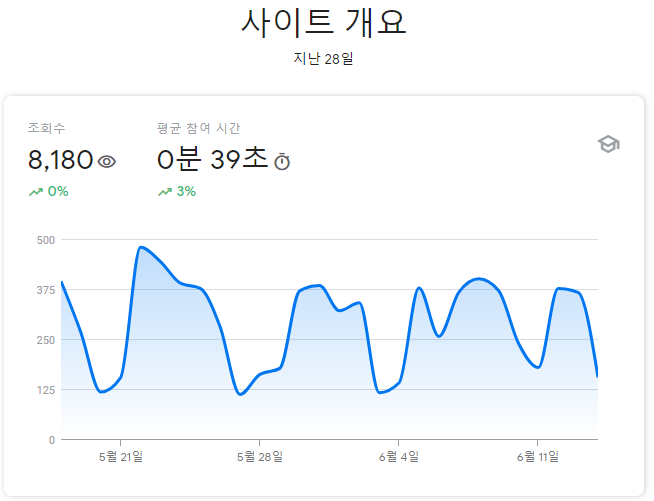 사이트 개요
지난 28일
조회수
평균 참여 시간
8,180
0분 39초
0%
3%
500
375
250
125
0
5월 21일
5월 28일
6월 4일
6월 11일